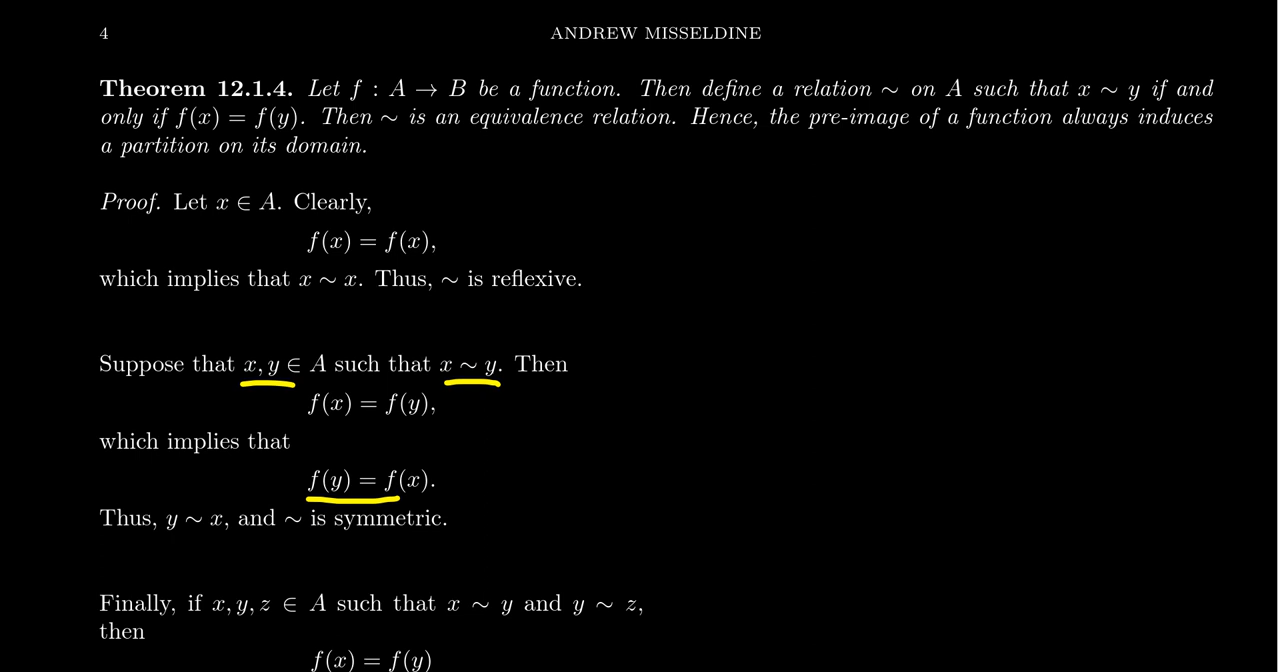 4
ANDREW MISSELDINE
Theorem 12.1.4. Let f : A → B be a function. Then define a relation ∼ on A such that x ∼ y if and
only if f(x) = f(y). Then ∼ is an equivalence relation. Hence, the pre-image of a function always induces
a partition on its domain.
Proof. Let x ∈ A. Clearly,
f(x) = f(x),
which implies that x ∼ x. Thus, ∼ is reflexive.
Suppose that x, y ∈ A such that x ∼ y. Then
f(x) = f(y),
which implies that
f(y) = f(x).
Thus, y ∼ x, and ∼ is symmetric.
Finally, if x, y, z ∈ A such that x ∼ y and y ∼ z,
then
f(x) = f(y)